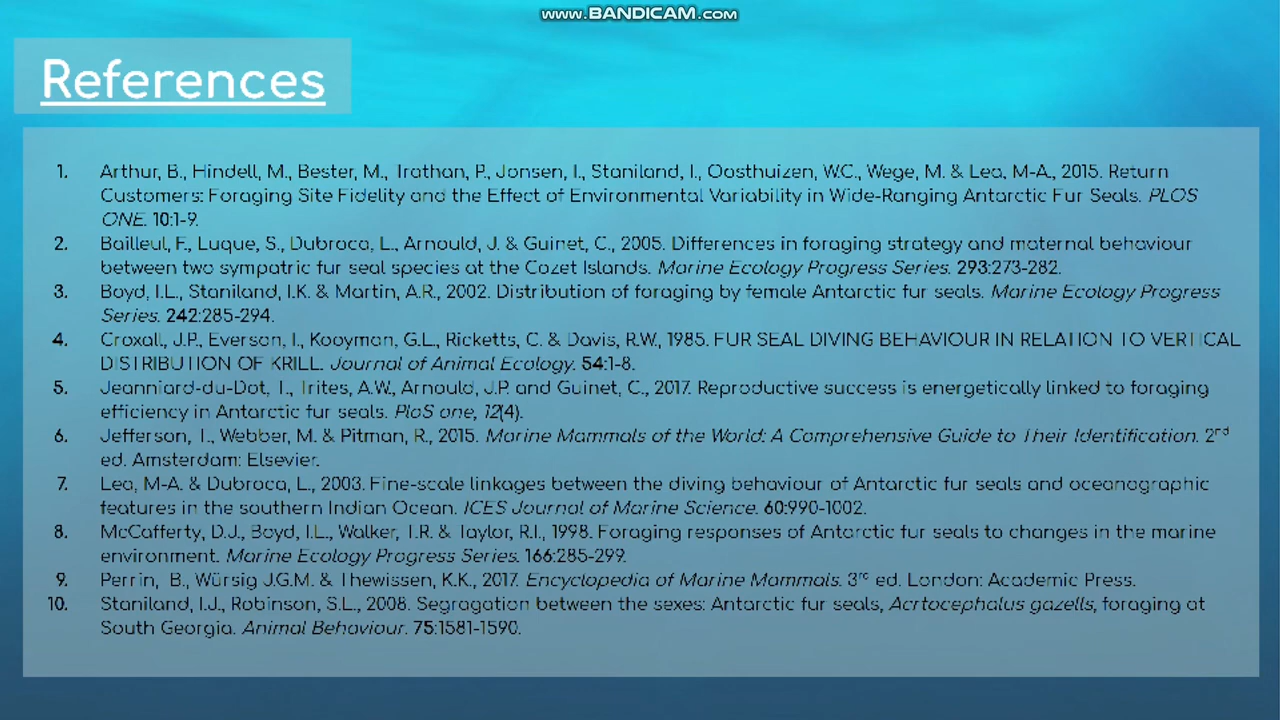 www.BANDICAM.com
References
1. Arthur, B., Hindell, M., Bester, M., Trathan, P., Jonsen, I., Staniland, I., Oosthuizen, W.C., Wege, M. & Lea, M-A., 2015. Return
Customers: Foraging Site Fidelity and the Effect of Environmental Variability in Wide-Ranging Antarctic Fur Seals. PLOS
ONE. 10:1-9.
2. Bailleul, F., Luque, S., Dubroca, L., Arnould, J. & Guinet, C., 2005. Differences in foraging strategy and maternal behaviour
between two sympatric fur seal species at the Cozet Islands. Marine Ecology Progress Series. 293:273-282.
3. Boyd, I.L., Staniland, I.K. & Martin, A.R., 2002. Distribution of foraging by female Antarctic fur seals. Marine Ecology Progress
Series. 242:285-294.
4. Croxall, J.P., Everson, I., Kooyman, G.L., Ricketts, C. & Davis, R.W., 1985. FUR SEAL DIVING BEHAVIOUR IN RELATION TO VERTICAL
DISTRIBUTION OF KRILL. Journal of Animal Ecology. 54:1-8.
5. Jeanniard-du-Dot, T., Trites, A.W., Arnould, J.P. and Guinet, C., 2017. Reproductive success is energetically linked to foraging
efficiency in Antarctic fur seals. PloS one, 12(4).
6. Jefferson, T., Webber, M. & Pitman, R., 2015. Marine Mammals of the World: A Comprehensive Guide to Their Identification. 2nd
ed. Amsterdam: Elsevier.
7. Lea, M-A. & Dubroca, L., 2003. Fine-scale linkages between the diving behaviour of Antarctic fur seals and oceanographic
features in the southern Indian Ocean. ICES Journal of Marine Science. 60:990-1002.
8. McCafferty, D.J., Boyd, I.L., Walker, T.R. & Taylor, R.I., 1998. Foraging responses of Antarctic fur seals to changes in the marine
environment. Marine Ecology Progress Series. 166:285-299.
9. Perrin, B., Würsig J.G.M. & Thewissen, K.K., 2017. Encyclopedia of Marine Mammals. 3rd ed. London: Academic Press.
10. Staniland, I.J., Robinson, S.L., 2008. Segragation between the sexes: Antarctic fur seals, Acrtocephalus gazells, foraging at
South Georgia. Animal Behaviour. 75:1581-1590.